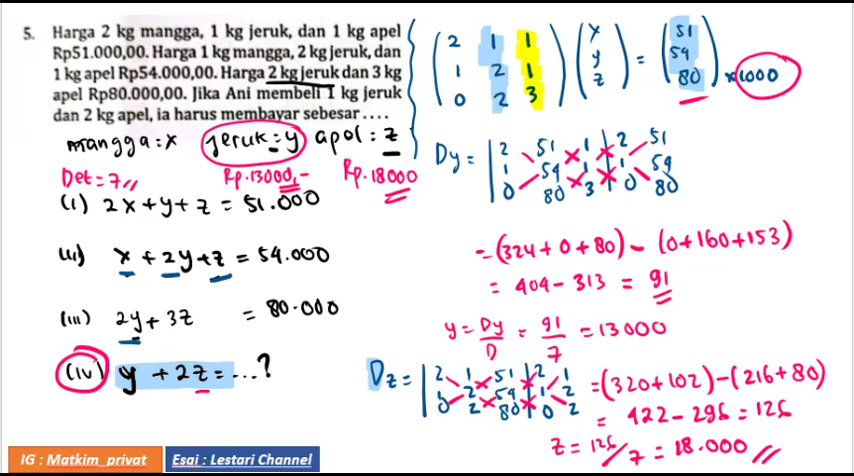 5. Harga 2 kg mangga, 1 kg jeruk, dan 1 kg apel
Rp51.000,00. Harga 1 kg mangga, 2 kg jeruk, dan
1 kg apel Rp54.000,00. Harga 2 kg jeruk dan 3 kg
apel Rp80.000,00. Jika Ani membeli 1 kg jeruk
dan 2 kg apel, ia harus membayar sebesar . . . .
mangga = x jeruk = y apel : z
Det = 7 Rp. 13000,- Rp. 18000
(i) 2x + y + z = 51.000
(ii) x + 2y + z = 54.000
(iii) 2y + 3z = 80.000
(iv) y + 2z = ...?
2 1 1 x 51
1 2 1 y = 54
0 2 3 z 80 x 1000
Dy = 2 51 1 2 51
1 54 1 1 54
0 80 3 0 80
= (324 + 0 + 80) - (0 + 160 + 153)
= 404 - 313 = 91
y = Dy/D = 91/7 = 13000
Dz = 2 1 51 2 1
1 2 54 1 2
0 2 80 0 2
= (320 + 102) - (216 + 80)
= 422 - 296 = 126
z = 126/7 = 18.000
IG : Matkim_privat Esai : Lestari Channel